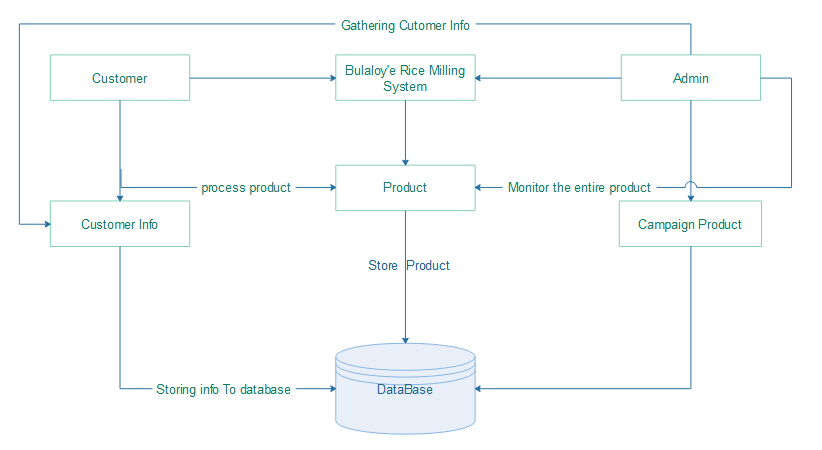 Gathering Cutomer Info
Customer
Bulaloy'e Rice Milling
System
Admin
process product
Product
Monitor the entire product
Customer Info
Campaign Product
Store Product
Storing info To database
DataBase